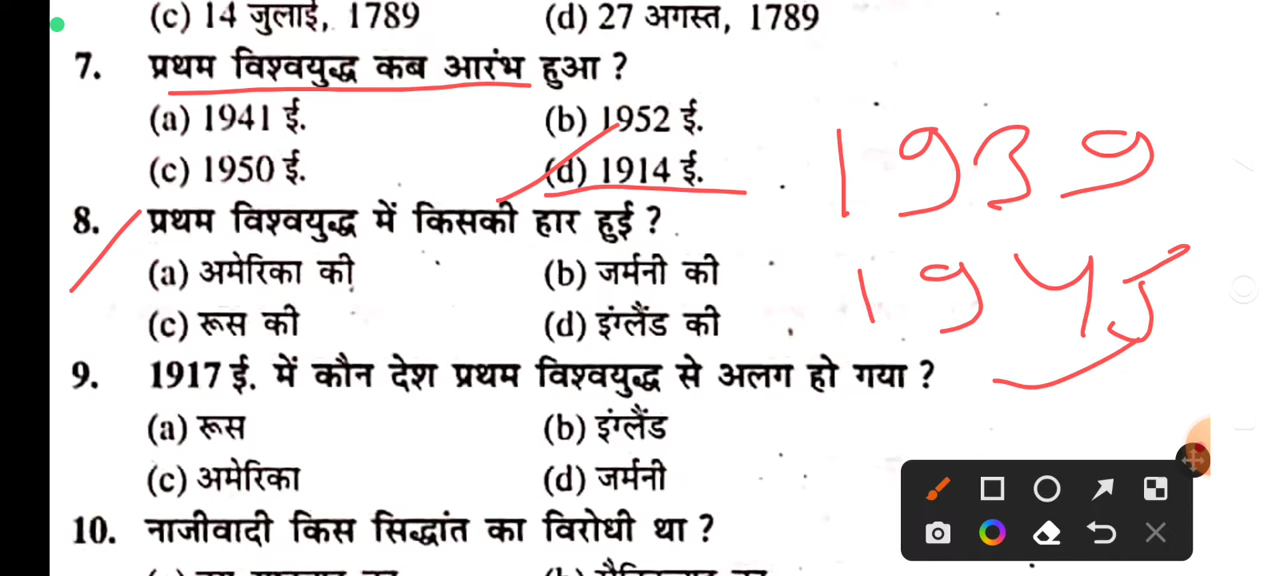 (c) 14 जुलाई, 1789 (d) 27 अगस्त, 1789
7. प्रथम विश्वयुद्ध कब आरंभ हुआ ?
(a) 1941 ई. (b) 1952 ई.
(c) 1950 ई. (d) 1914 ई.
1939
8. प्रथम विश्वयुद्ध में किसकी हार हुई ?
(a) अमेरिका की (b) जर्मनी की
1945
(c) रूस की (d) इंग्लैंड की
9. 1917 ई. में कौन देश प्रथम विश्वयुद्ध से अलग हो गया ?
(a) रूस (b) इंग्लैंड
(c) अमेरिका (d) जर्मनी
10. नाजीवादी किस सिद्धांत का विरोधी था ?